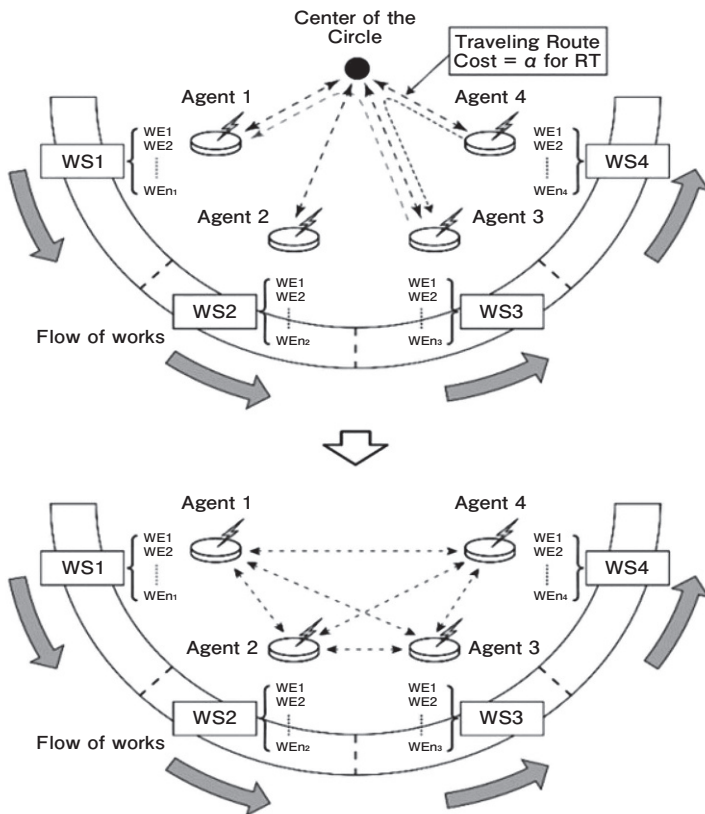 Center of the
Circle
Traveling Route
Cost = α for RT
Agent 1
Agent 4
WS1
WE1
WE2
WEn₁
WE1
WE2
WEn₄
WS4
Agent 2
Agent 3
WS2
WE1
WE2
WEn₂
WE1
WE2
WEn₃
WS3
Flow of works
Agent 1
Agent 4
WS1
WE1
WE2
WEn₁
WE1
WE2
WEn₄
WS4
Agent 2
Agent 3
WS2
WE1
WE2
WEn₂
WE1
WE2
WEn₃
WS3
Flow of works